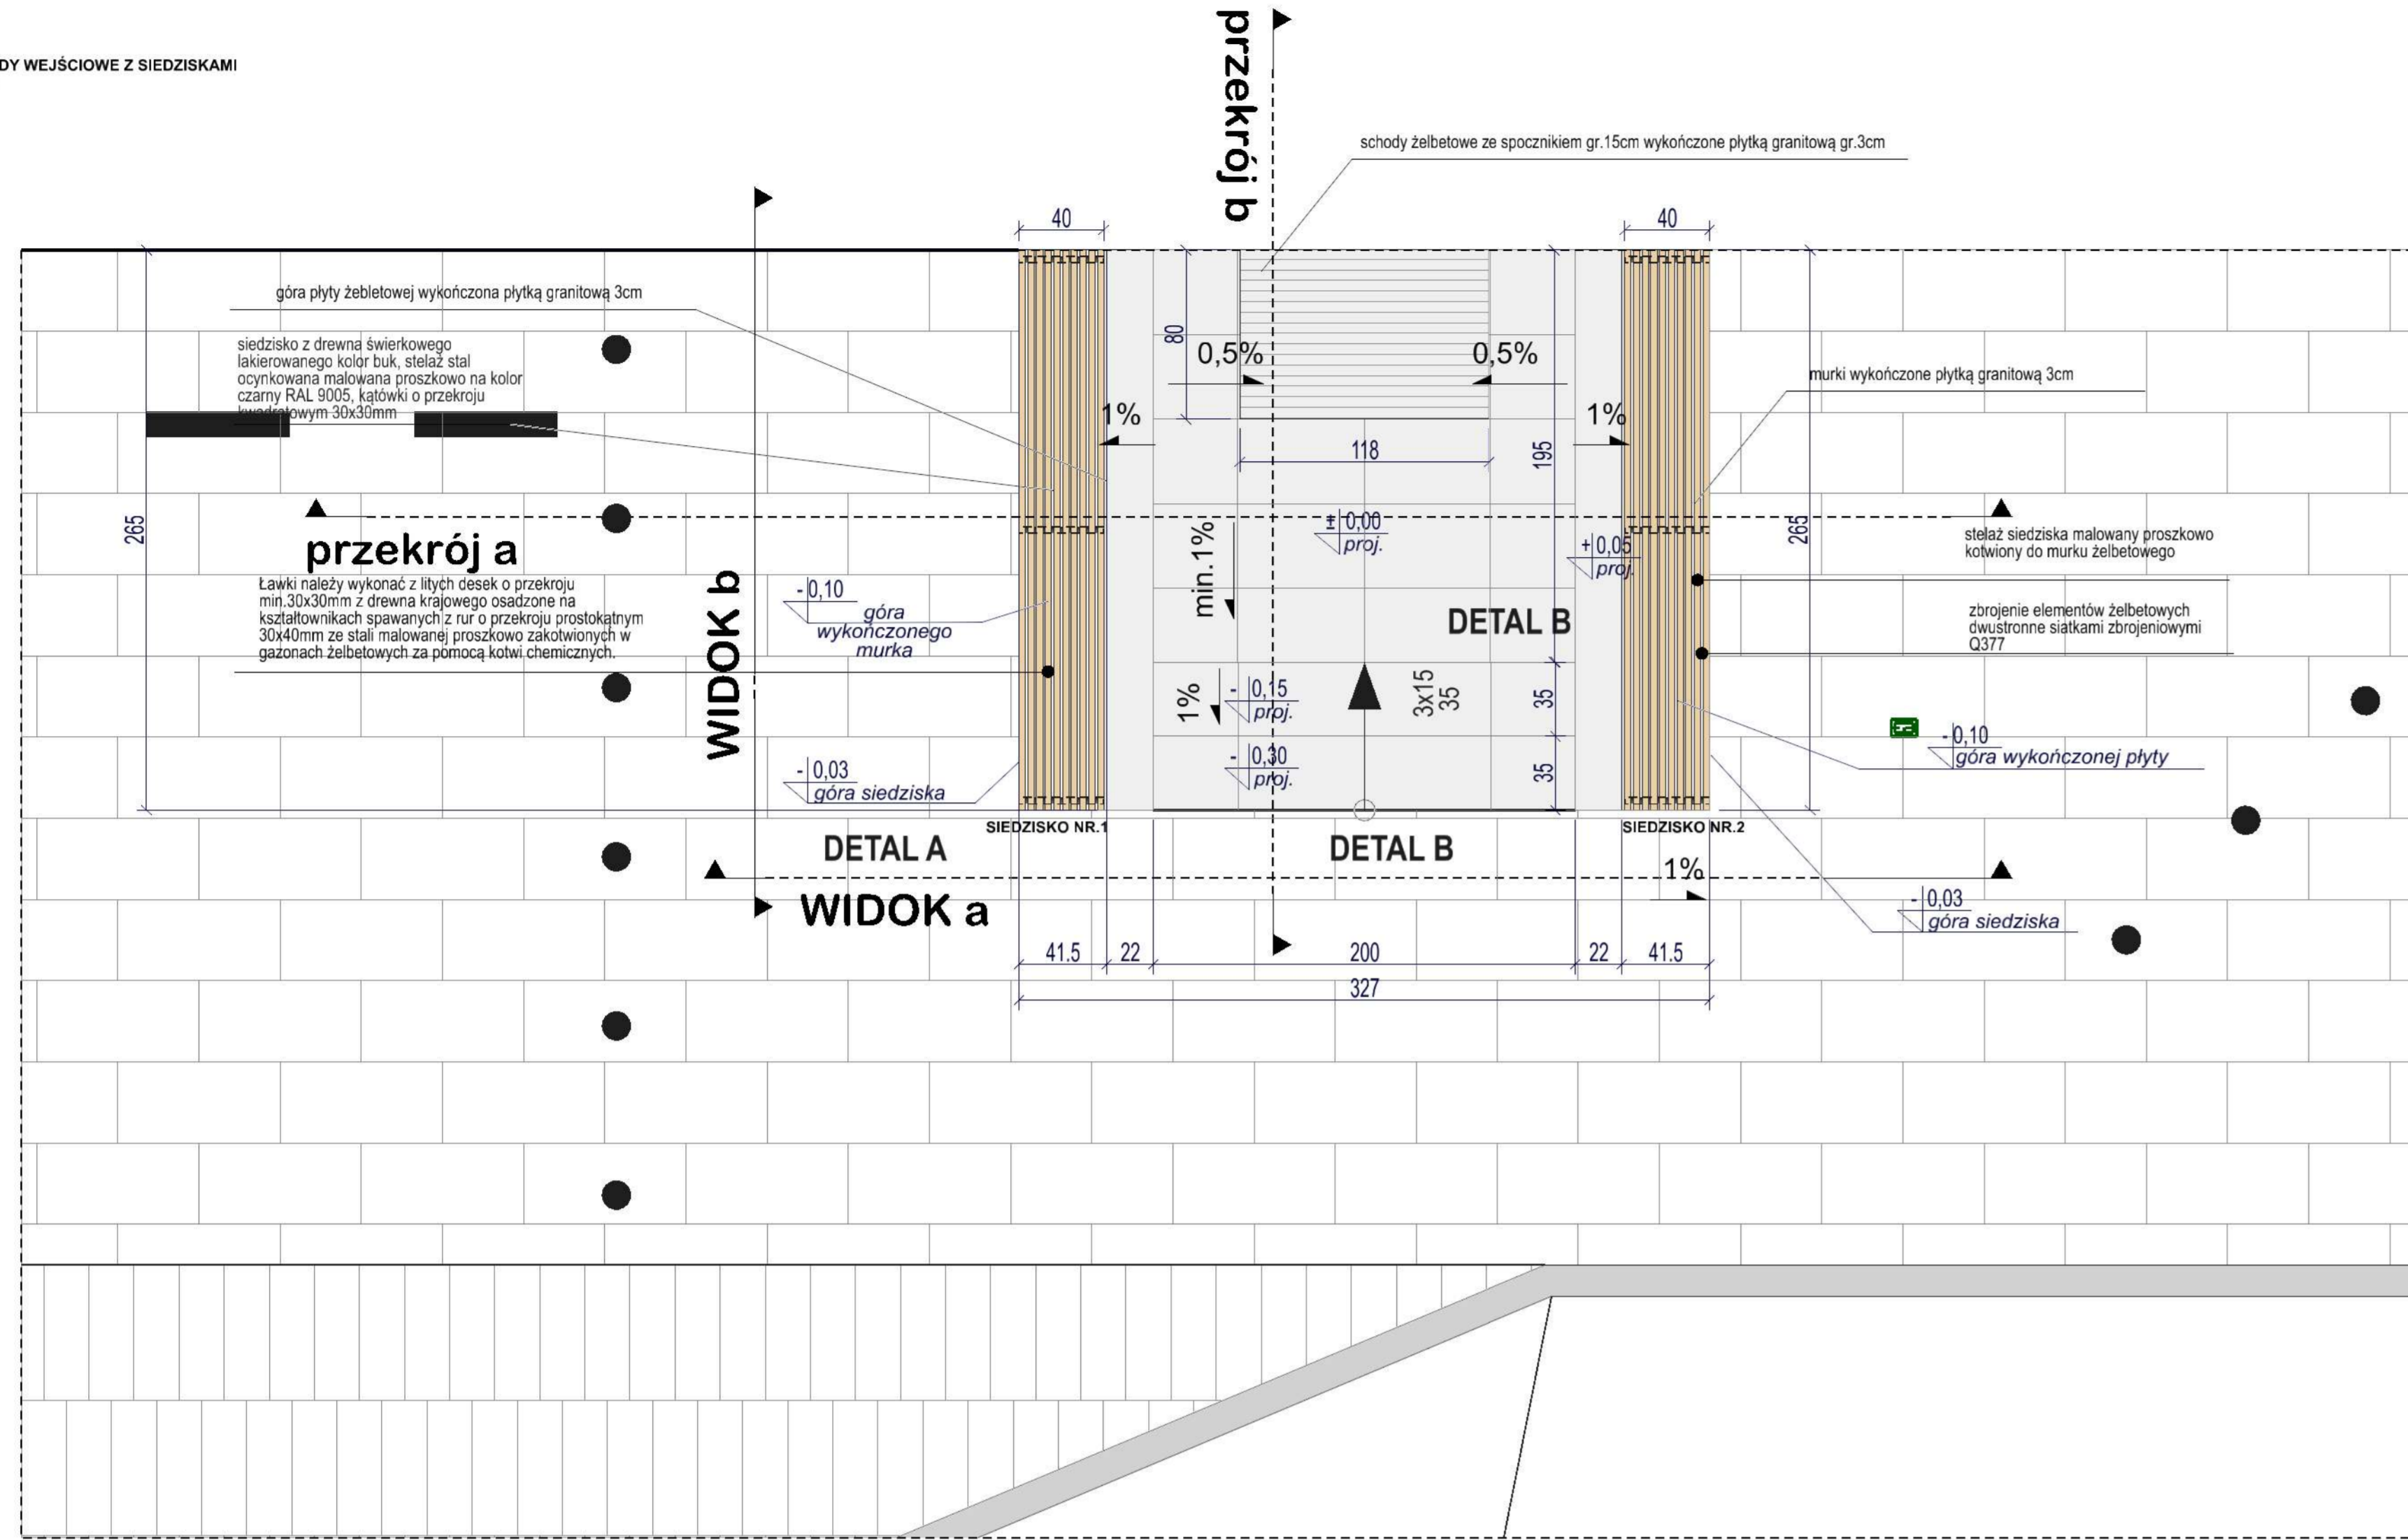 DY WEJŚCIOWE Z SIEDZISKAMI
przekrój b
schody żelbetowe ze spocznikiem gr.15cm wykończone płytką granitową gr.3cm
40
40
góra płyty żebletowej wykończona płytką granitową 3cm
siedzisko z drewna świerkowego
lakierowanego kolor buk, stelaż stal
ocynkowana malowana proszkowo na kolor
czarny RAL 9005, kątówki o przekroju
kwadratowym 30x30mm
80
0,5%
0,5%
murki wykończone płytką granitową 3cm
1%
1%
118
195
265
265
przekrój a
min.1%
± 0,00
proj.
+ 0,05
proj.
stelaż siedziska malowany proszkowo
kotwiony do murku żelbetowego
Ławki należy wykonać z litych desek o przekroju
min.30x30mm z drewna krajowego osadzone na
kształtownikach spawanych z rur o przekroju prostokątnym
30x40mm ze stali malowanej proszkowo zakotwionych w
gazonach żelbetowych za pomocą kotwi chemicznych.
WIDOK b
- 0,10
góra
wykończonego
murka
DETAL B
zbrojenie elementów żelbetowych
dwustronne siatkami zbrojeniowymi
Q377
1%
- 0,15
proj.
3x15
35
35
- 0,10
góra wykończonej płyty
- 0,03
góra siedziska
- 0,30
proj.
35
SIEDZISKO NR.1
SIEDZISKO NR.2
DETAL A
DETAL B
1%
WIDOK a
- 0,03
góra siedziska
41.5
22
200
22
41.5
327